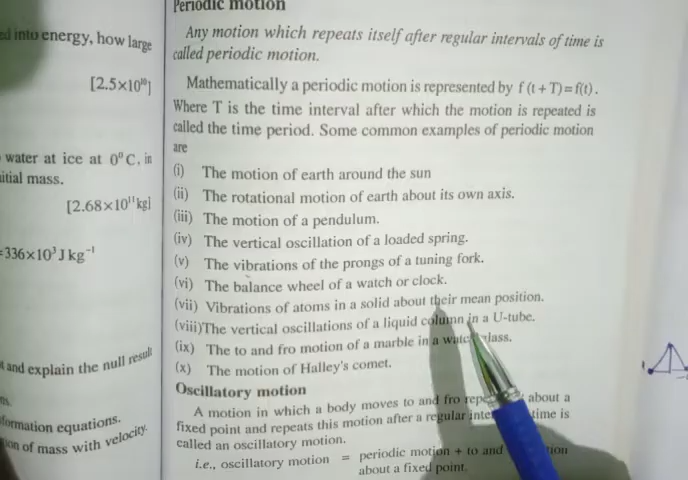 ed into energy, how large
[2.5×10¹⁰]
water at ice at 0⁰C, in
itial mass.
[2.68×10¹¹kg]
=336×10³ J kg⁻¹
and explain the null result
formation equations.
on of mass with velocity.
Periodic motion
Any motion which repeats itself after regular intervals of time is
called periodic motion.
Mathematically a periodic motion is represented by f (t + T)=f(t).
Where T is the time interval after which the motion is repeated is
called the time period. Some common examples of periodic motion
are
(i) The motion of earth around the sun
(ii) The rotational motion of earth about its own axis.
(iii) The motion of a pendulum.
(iv) The vertical oscillation of a loaded spring.
(v) The vibrations of the prongs of a tuning fork.
(vi) The balance wheel of a watch or clock.
(vii) Vibrations of atoms in a solid about their mean position.
(viii)The vertical oscillations of a liquid column in a U-tube.
(ix) The to and fro motion of a marble in a watch glass.
(x) The motion of Halley's comet.
Oscillatory motion
A motion in which a body moves to and fro about a
fixed point and repeats this motion after a regular time is
called an oscillatory motion.
i.e., oscillatory motion = periodic motion + to and
about a fixed point.